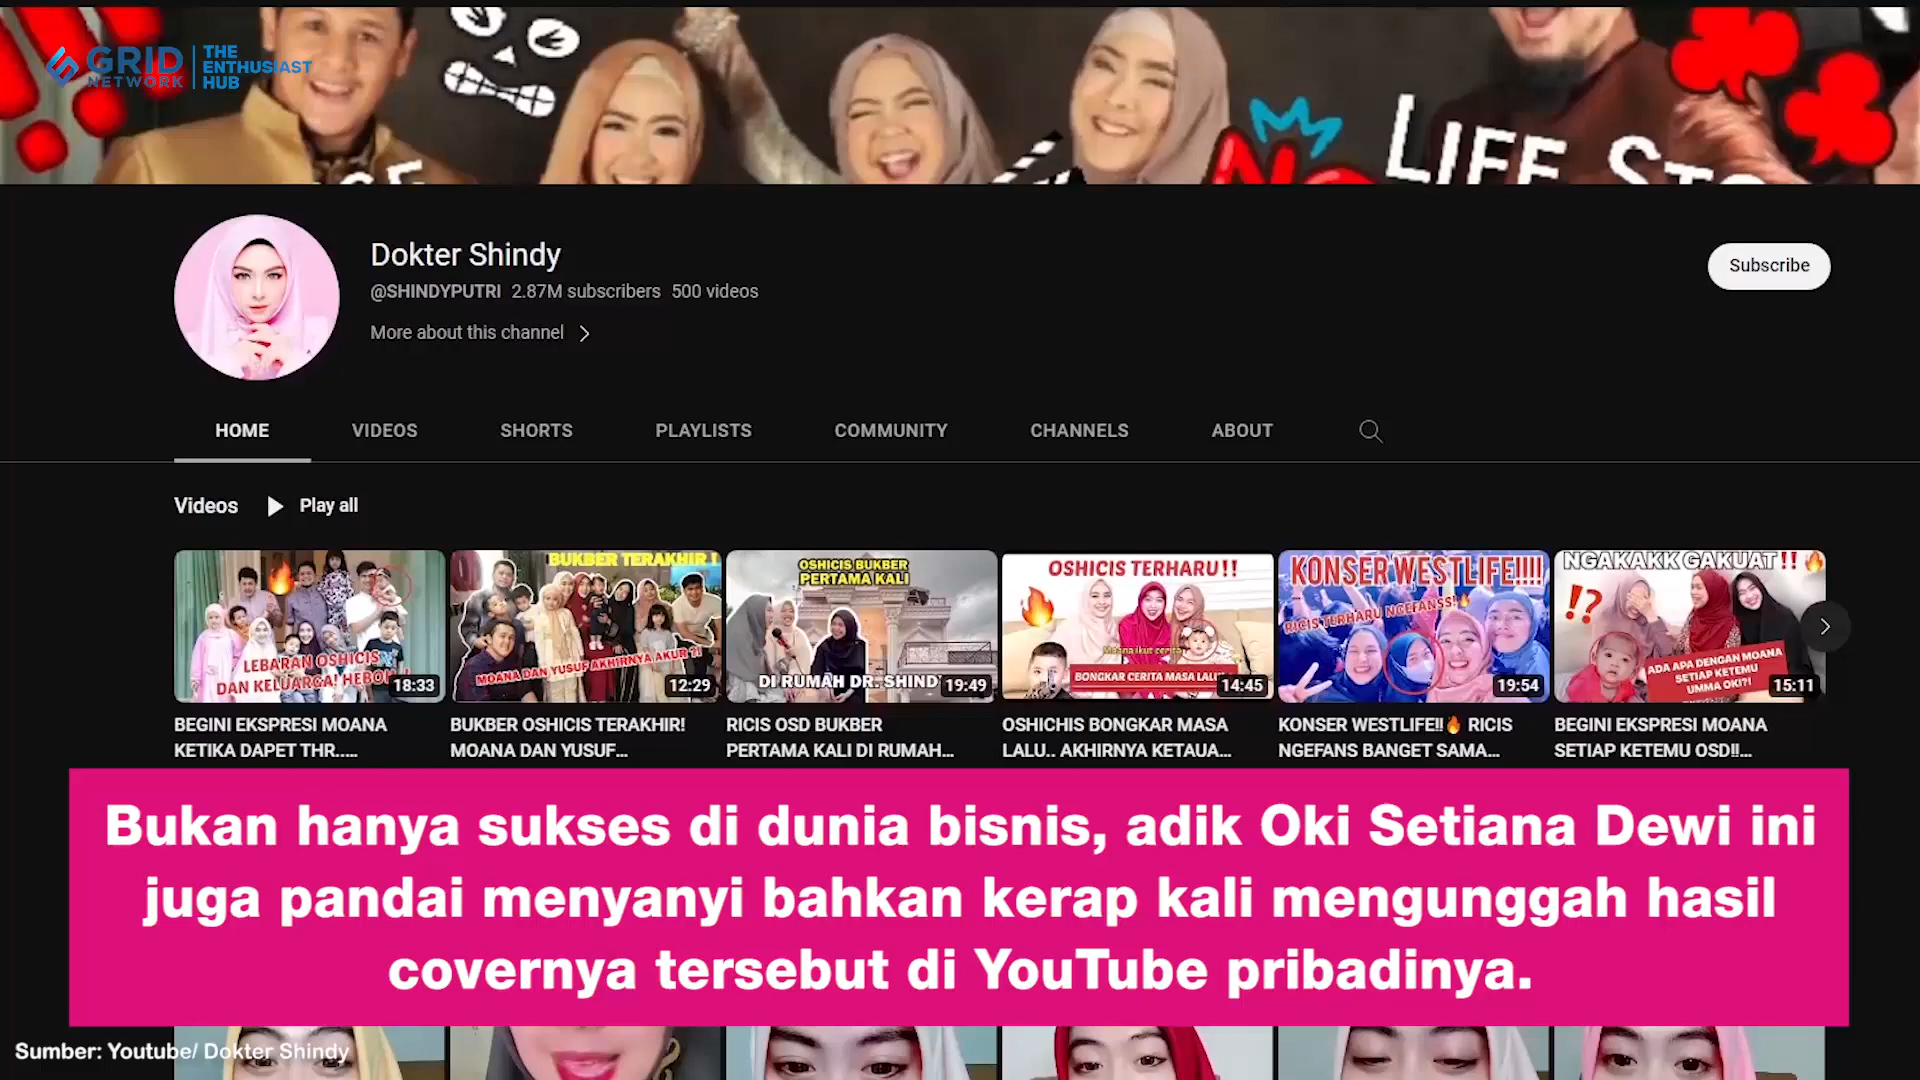 GRID
NETWORK
THE
ENTHUSIAST
HUB
LIFE
Dokter Shindy
@SHINDYPUTRI 2.87M subscribers 500 videos
More about this channel
Subscribe
HOME VIDEOS SHORTS PLAYLISTS COMMUNITY CHANNELS ABOUT
Videos Play all
LEBARAN OSHICIS
DAN KELUARGA!
18:33
BUKBER TERAKHIR !
MOANA DAN YUSUF AKHIRNYA AKUR ?!
12:29
OSHICIS BUKBER
PERTAMA KALI
DI RUMAH DR. SHIND
19:49
OSHICIS TERHARU!!
Moana ikut cerita
BONGKAR CERITA MASA LALU
14:45
KONSER WESTLIFE!!!!
RICIS TERHARU NGEFANSS!
19:54
NGAKAKK GAKUAT!!
!?
ADA APA DENGAN MOANA
SETIAP KETEMU
UMMA OKI?!
15:11
BEGINI EKSPRESI MOANA
KETIKA DAPET THR.....
BUKBER OSHICIS TERAKHIR!
MOANA DAN YUSUF...
RICIS OSD BUKBER
PERTAMA KALI DI RUMAH...
OSHICHIS BONGKAR MASA
LALU.. AKHIRNYA KETAUA...
KONSER WESTLIFE!!🔥 RICIS
NGEFANS BANGET SAMA...
BEGINI EKSPRESI MOANA
SETIAP KETEMU OSD!!...
Bukan hanya sukses di dunia bisnis, adik Oki Setiana Dewi ini
juga pandai menyanyi bahkan kerap kali mengunggah hasil
covernya tersebut di YouTube pribadinya.
Sumber: Youtube/ Dokter Shindy